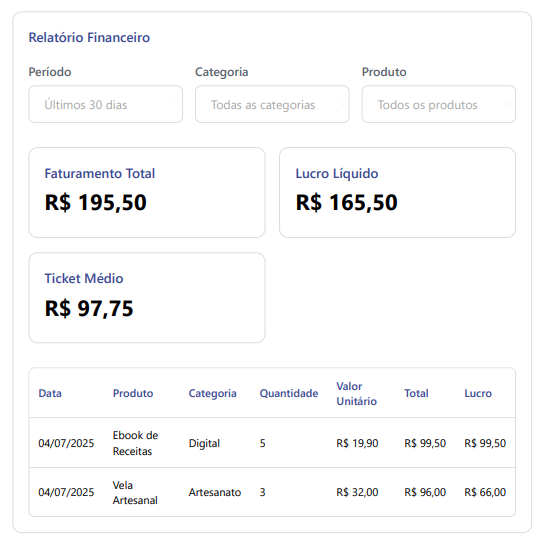 Relatório Financeiro
Período Categoria Produto
Últimos 30 dias Todas as categorias Todos os produtos
Faturamento Total
R$ 195,50
Lucro Líquido
R$ 165,50
Ticket Médio
R$ 97,75
Data Produto Categoria Quantidade Valor Unitário Total Lucro
04/07/2025 Ebook de Receitas Digital 5 R$ 19,90 R$ 99,50 R$ 99,50
04/07/2025 Vela Artesanal Artesanato 3 R$ 32,00 R$ 96,00 R$ 66,00